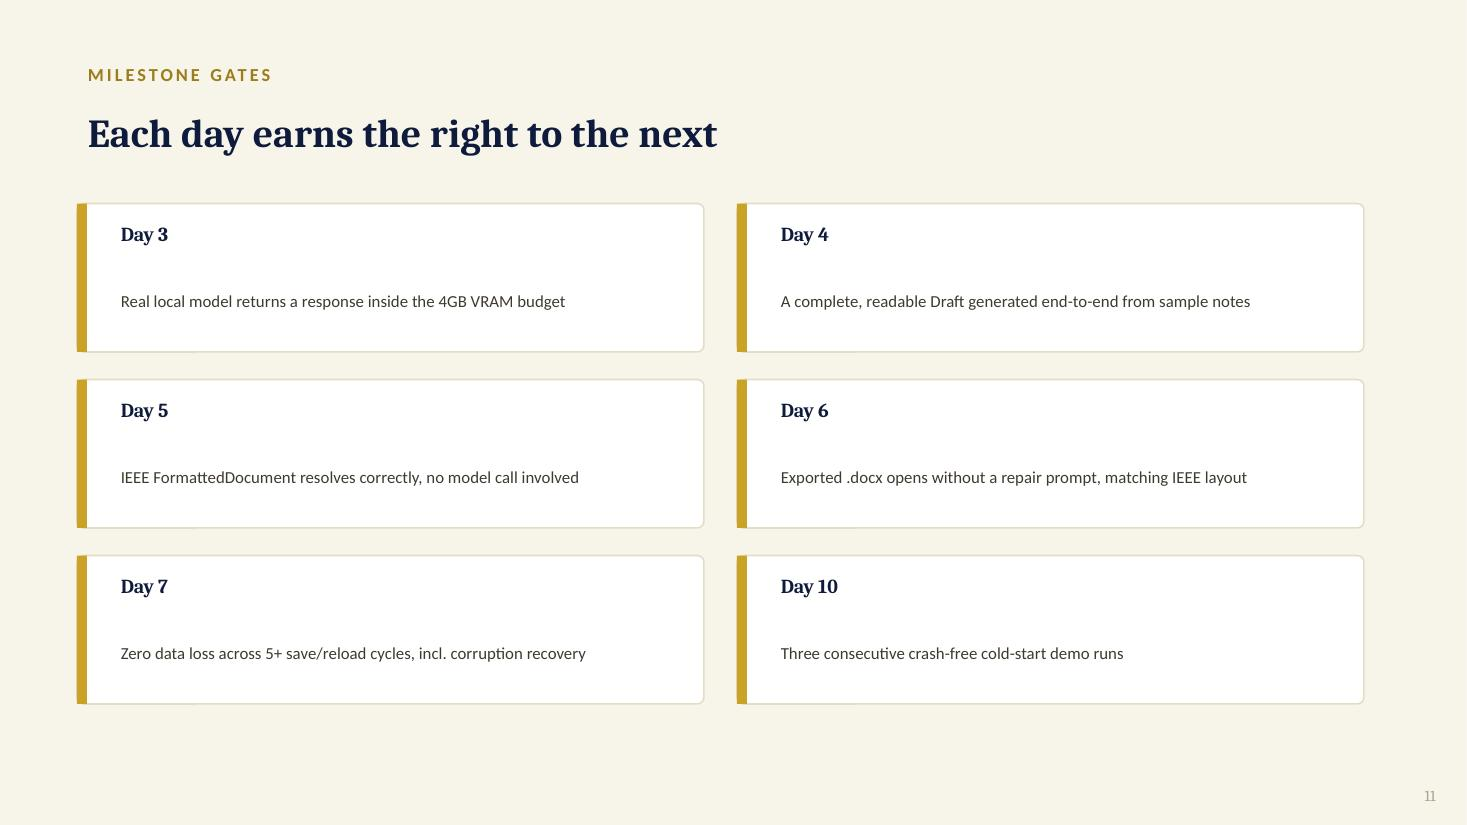 MILESTONE GATES
Each day earns the right to the next
Day 3
Real local model returns a response inside the 4GB VRAM budget
Day 4
A complete, readable Draft generated end-to-end from sample notes
Day 5
IEEE FormattedDocument resolves correctly, no model call involved
Day 6
Exported .docx opens without a repair prompt, matching IEEE layout
Day 7
Zero data loss across 5+ save/reload cycles, incl. corruption recovery
Day 10
Three consecutive crash-free cold-start demo runs
11